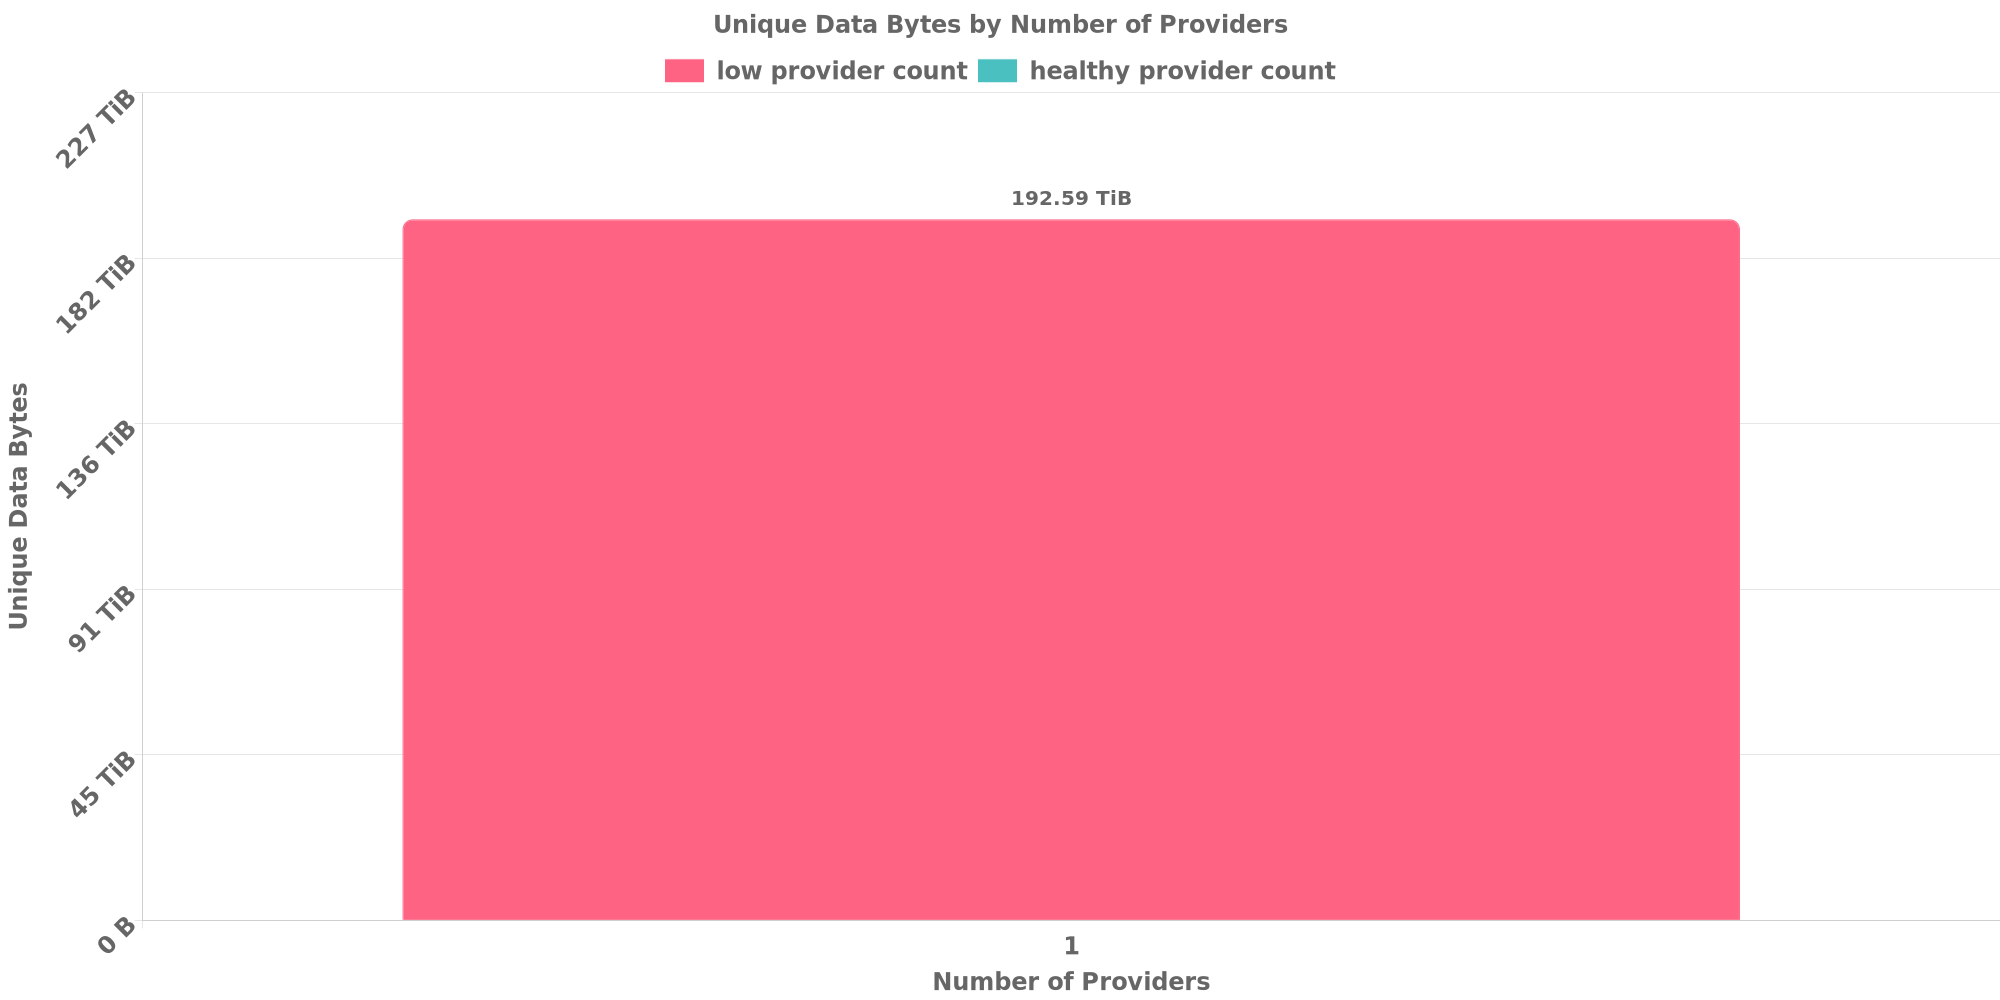 Unique Data Bytes by Number of Providers
low provider count healthy provider count
227 TiB
192.59 TiB
182 TiB
136 TiB
91 TiB
45 TiB
0 B
Unique Data Bytes
1
Number of Providers